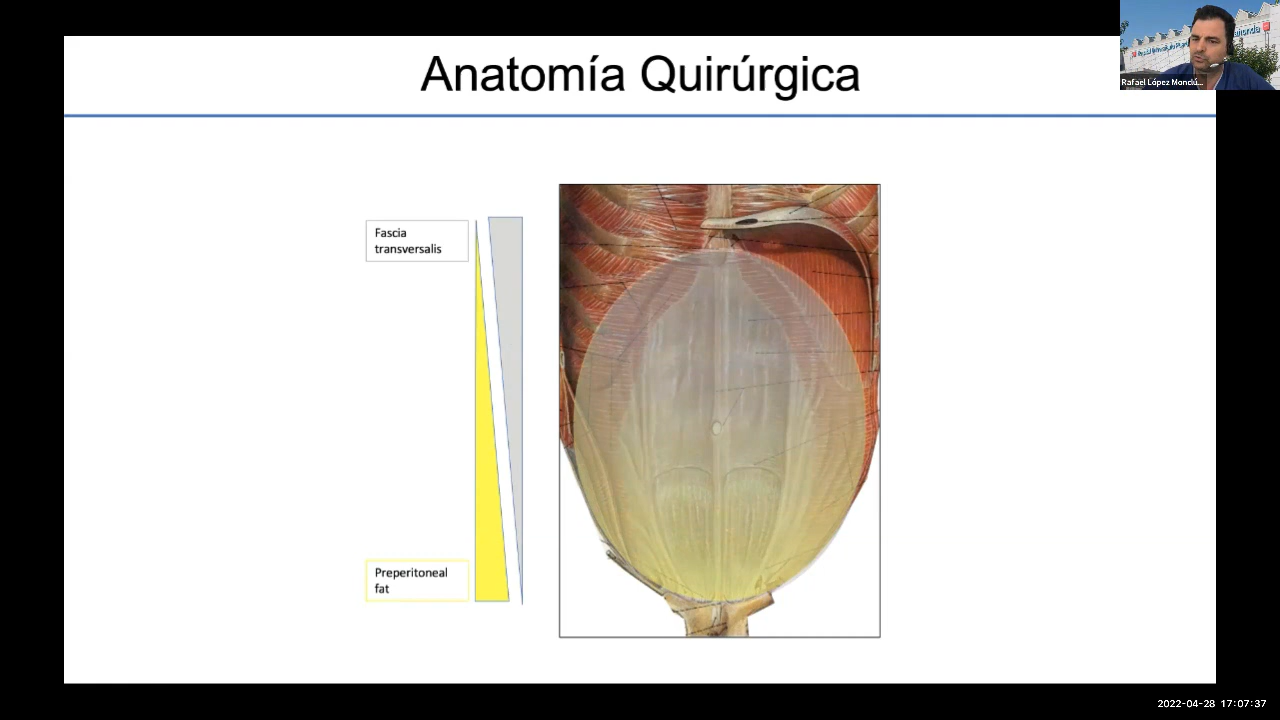 Anatomía Quirúrgica
Rafael López Monclú...
Fascia
transversalis
Preperitoneal
fat
2022-04-28 17:07:37